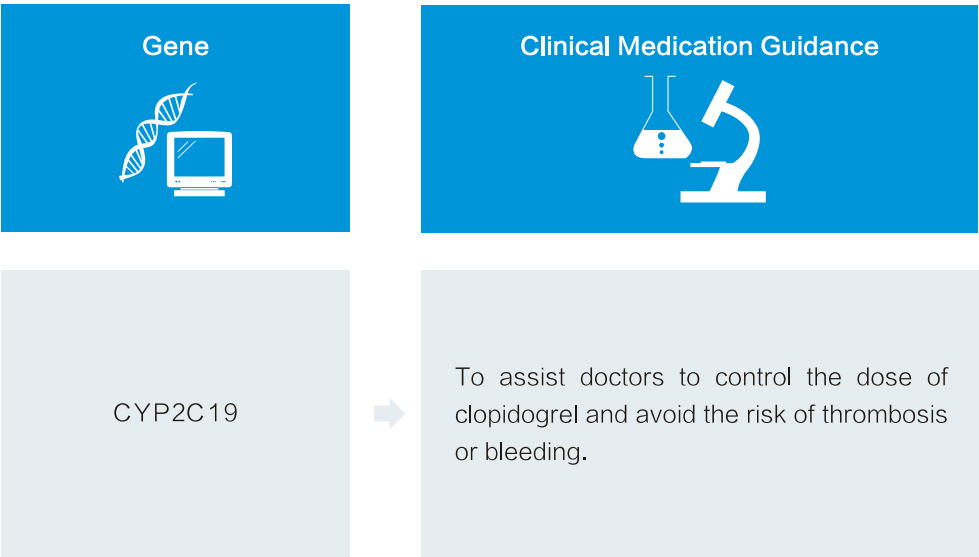 Gene
Clinical Medication Guidance
CYP2C19
To assist doctors to control the dose of
clopidogrel and avoid the risk of thrombosis
or bleeding.